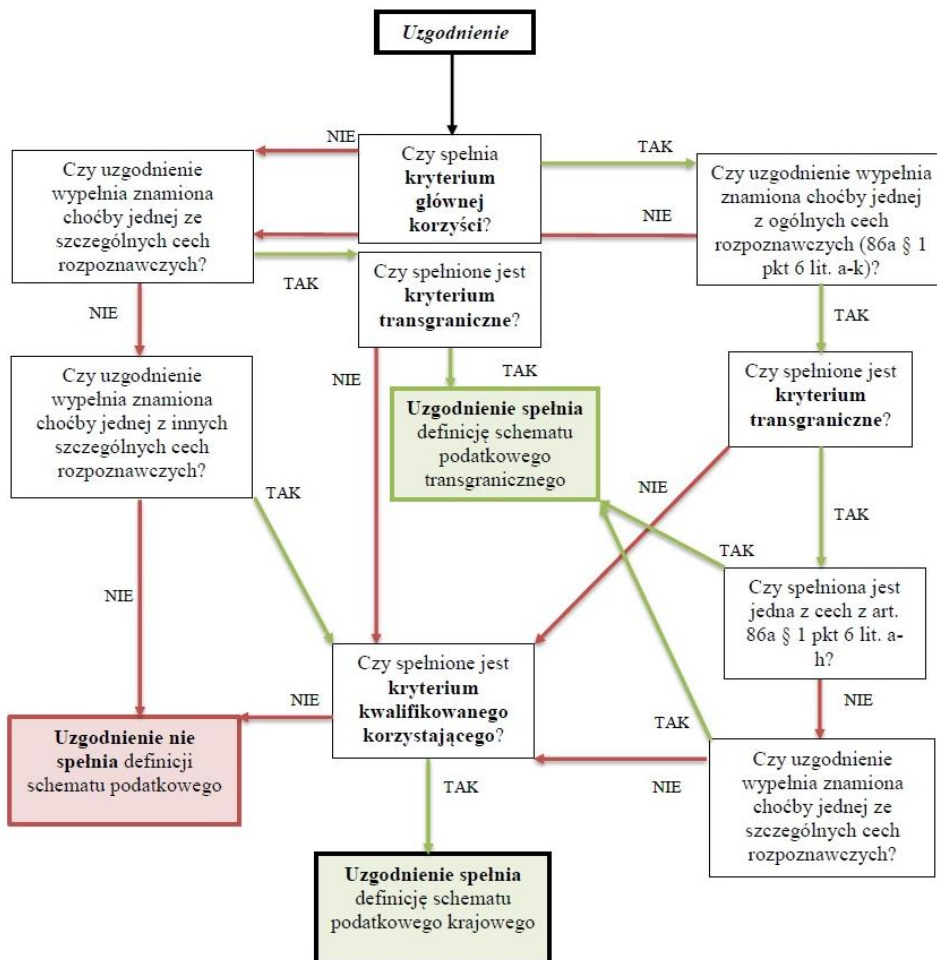 Uzgodnienie
NIE
Czy spełnia
kryterium
głównej
korzyści?
TAK
Czy uzgodnienie
wypełnia znamiona
choćby jednej ze
szczególnych cech
rozpoznawczych?
Czy uzgodnienie wypełnia
znamiona choćby jednej
z ogólnych cech
rozpoznawczych (86a § 1
pkt 6 lit. a-k)?
NIE
TAK
Czy spełnione jest
kryterium
transgraniczne?
NIE
TAK
Czy uzgodnienie
wypełnia znamiona
choćby jednej z innych
szczególnych cech
rozpoznawczych?
NIE
TAK
Uzgodnienie spełnia
definicję schematu
podatkowego
transgranicznego
Czy spełnione jest
kryterium
transgraniczne?
TAK
NIE
TAK
NIE
TAK
Czy spełniona jest
jedna z cech z art.
86a § 1 pkt 6 lit. a-
h?
Czy spełnione jest
kryterium
kwalifikowanego
korzystającego?
NIE
NIE
Uzgodnienie nie
spełnia definicji
schematu podatkowego
TAK
Czy uzgodnienie
wypełnia znamiona
choćby jednej ze
szczególnych cech
rozpoznawczych?
NIE
TAK
Uzgodnienie spełnia
definicję schematu
podatkowego krajowego